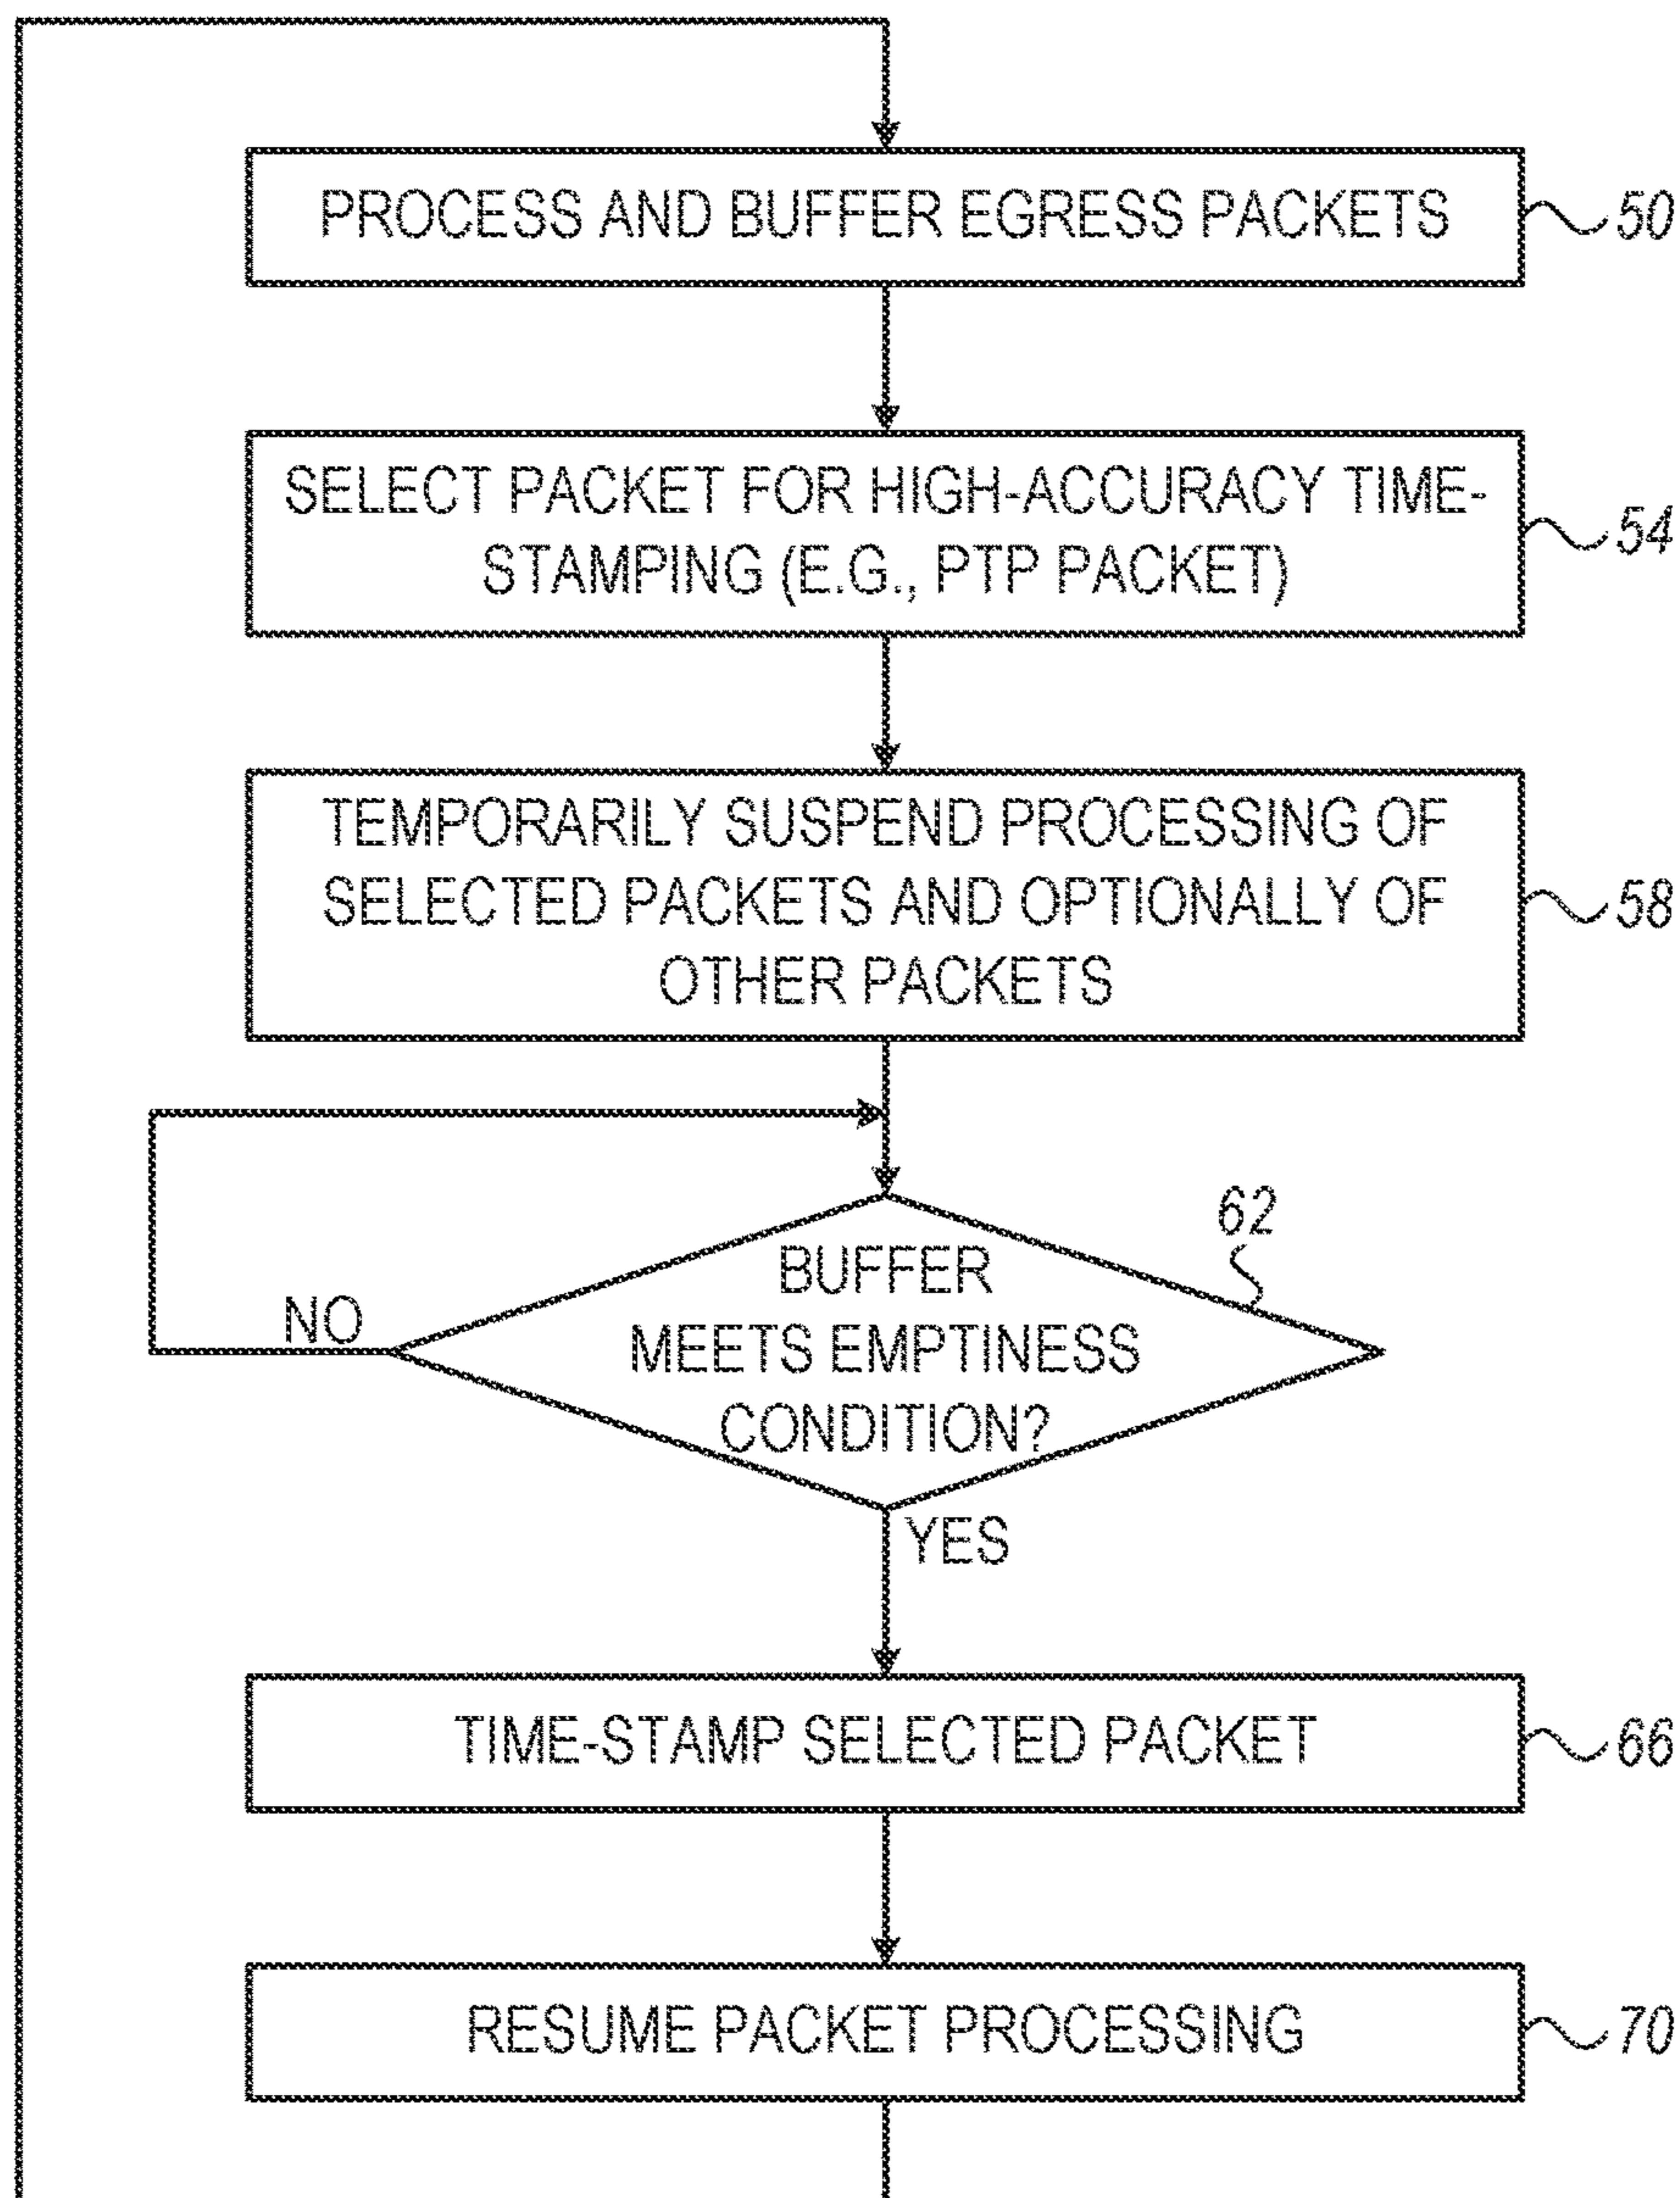 PROCESS AND BUFFER EGRESS PACKETS
50
SELECT PACKET FOR HIGH-ACCURACY TIME-
STAMPING (E.G., PTP PACKET)
54
TEMPORARILY SUSPEND PROCESSING OF
SELECTED PACKETS AND OPTIONALLY OF
OTHER PACKETS
58
62
BUFFER
MEETS EMPTINESS
CONDITION?
NO
YES
TIME-STAMP SELECTED PACKET
66
RESUME PACKET PROCESSING
70